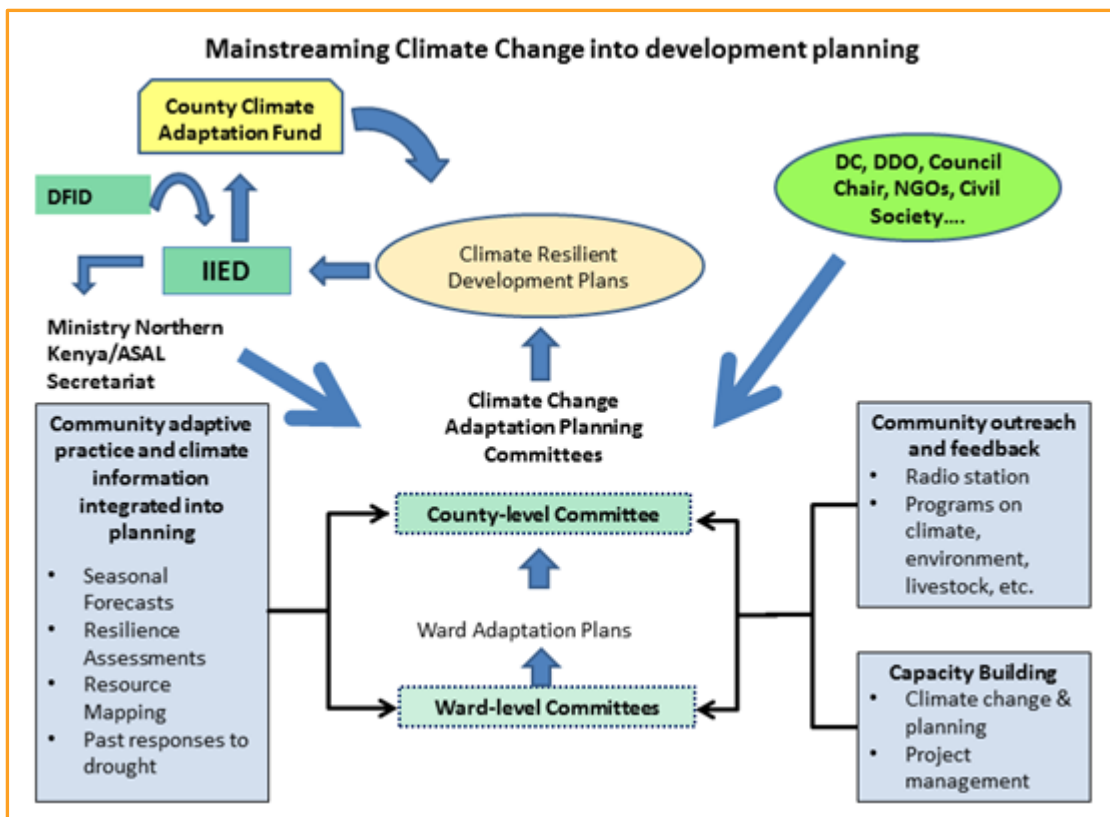 Mainstreaming Climate Change into development planning
County Climate
Adaptation Fund
DC, DDO, Council
Chair, NGOs, Civil
Society....
DFID
IIED
Climate Resilient
Development Plans
Ministry Northern
Kenya/ASAL
Secretariat
Climate Change
Adaptation Planning
Committees
Community adaptive
practice and climate
information
integrated into
planning
• Seasonal
Forecasts
• Resilience
Assessments
• Resource
Mapping
• Past responses to
drought
County-level Committee
Ward Adaptation Plans
Ward-level Committees
Community outreach
and feedback
• Radio station
• Programs on
climate,
environment,
livestock, etc.
Capacity Building
• Climate change &
planning
• Project
management